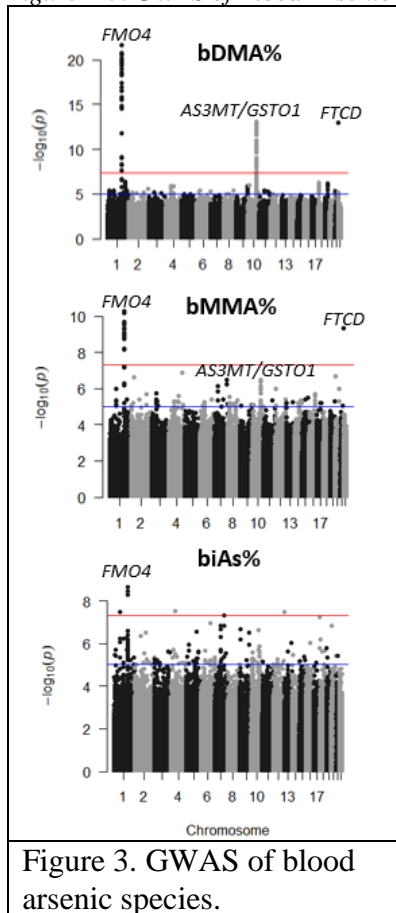 FMO4
bDMA%
AS3MT/GSTO1
FTCD
−log10(p)
20
15
10
5
0
1 2 4 6 8 10 13 17
FMO4
bMMA%
FTCD
AS3MT/GSTO1
−log10(p)
10
8
6
4
2
0
1 2 4 6 8 10 13 17
biAs%
FMO4
−log10(p)
8
6
4
2
0
1 2 4 6 8 10 13 17
Chromosome
Figure 3. GWAS of blood
arsenic species.